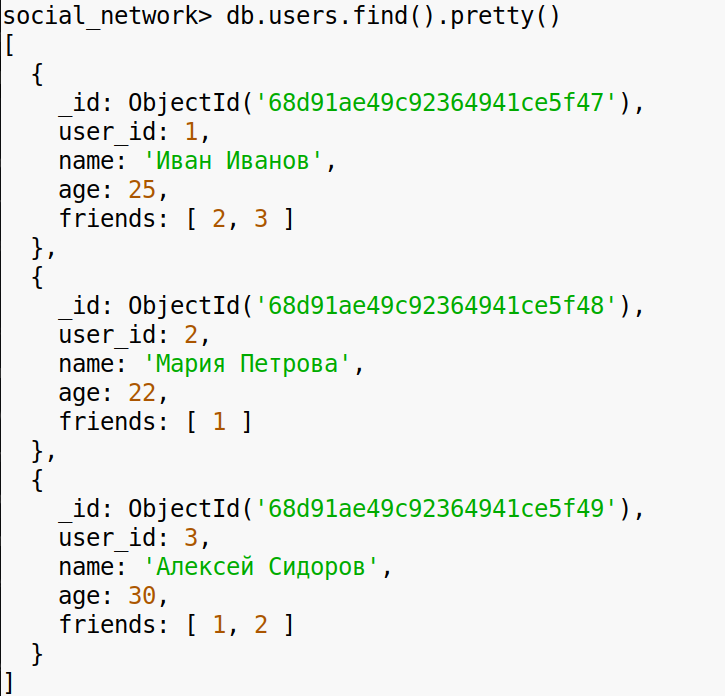 social_network> db.users.find().pretty()
[
  {
    _id: ObjectId('68d91ae49c92364941ce5f47'),
    user_id: 1,
    name: 'Иван Иванов',
    age: 25,
    friends: [ 2, 3 ]
  },
  {
    _id: ObjectId('68d91ae49c92364941ce5f48'),
    user_id: 2,
    name: 'Мария Петрова',
    age: 22,
    friends: [ 1 ]
  },
  {
    _id: ObjectId('68d91ae49c92364941ce5f49'),
    user_id: 3,
    name: 'Алексей Сидоров',
    age: 30,
    friends: [ 1, 2 ]
  }
]